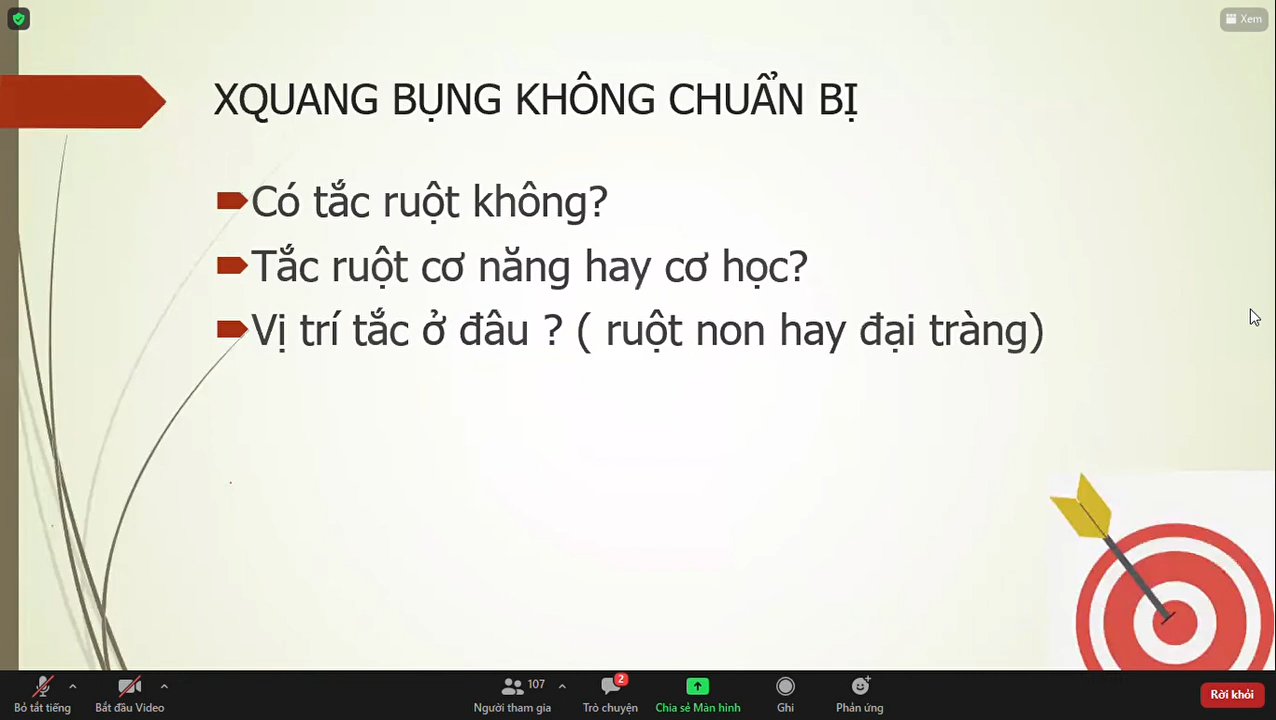 Xem
XQUANG BỤNG KHÔNG CHUẨN BỊ
Có tắc ruột không?
Tắc ruột cơ năng hay cơ học?
Vị trí tắc ở đâu ? ( ruột non hay đại tràng)
Bỏ tắt tiếng
Bắt đầu Video
107
Người tham gia
2
Trò chuyện
Chia sẻ Màn hình
Ghi
Phản ứng
Rời khỏi